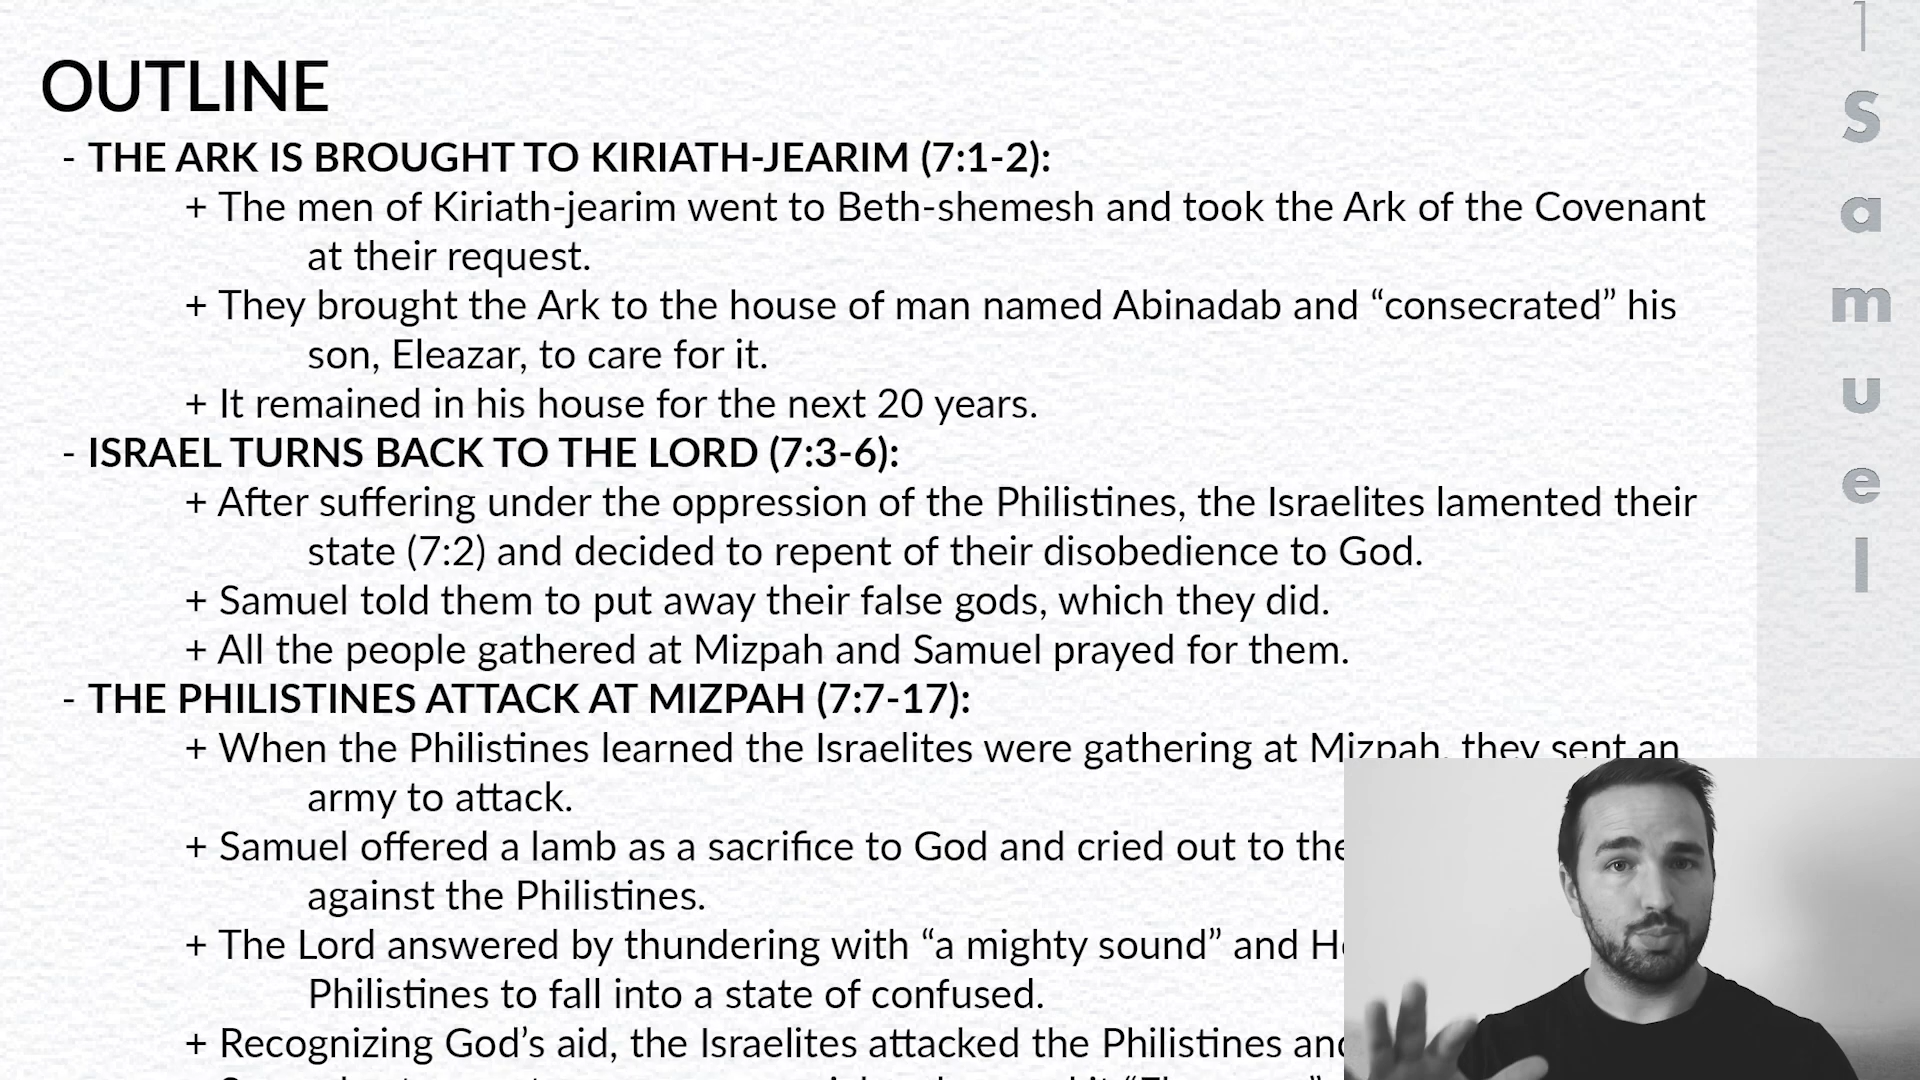 OUTLINE
- THE ARK IS BROUGHT TO KIRIATH-JEARIM (7:1-2):
+ The men of Kiriath-jearim went to Beth-shemesh and took the Ark of the Covenant
at their request.
+ They brought the Ark to the house of man named Abinadab and “consecrated” his
son, Eleazar, to care for it.
+ It remained in his house for the next 20 years.
- ISRAEL TURNS BACK TO THE LORD (7:3-6):
+ After suffering under the oppression of the Philistines, the Israelites lamented their
state (7:2) and decided to repent of their disobedience to God.
+ Samuel told them to put away their false gods, which they did.
+ All the people gathered at Mizpah and Samuel prayed for them.
- THE PHILISTINES ATTACK AT MIZPAH (7:7-17):
+ When the Philistines learned the Israelites were gathering at Mizpah, they sent an
army to attack.
+ Samuel offered a lamb as a sacrifice to God and cried out to the
against the Philistines.
+ The Lord answered by thundering with “a mighty sound” and
Philistines to fall into a state of confused.
+ Recognizing God’s aid, the Israelites attacked the Philistines and
1 Samuel